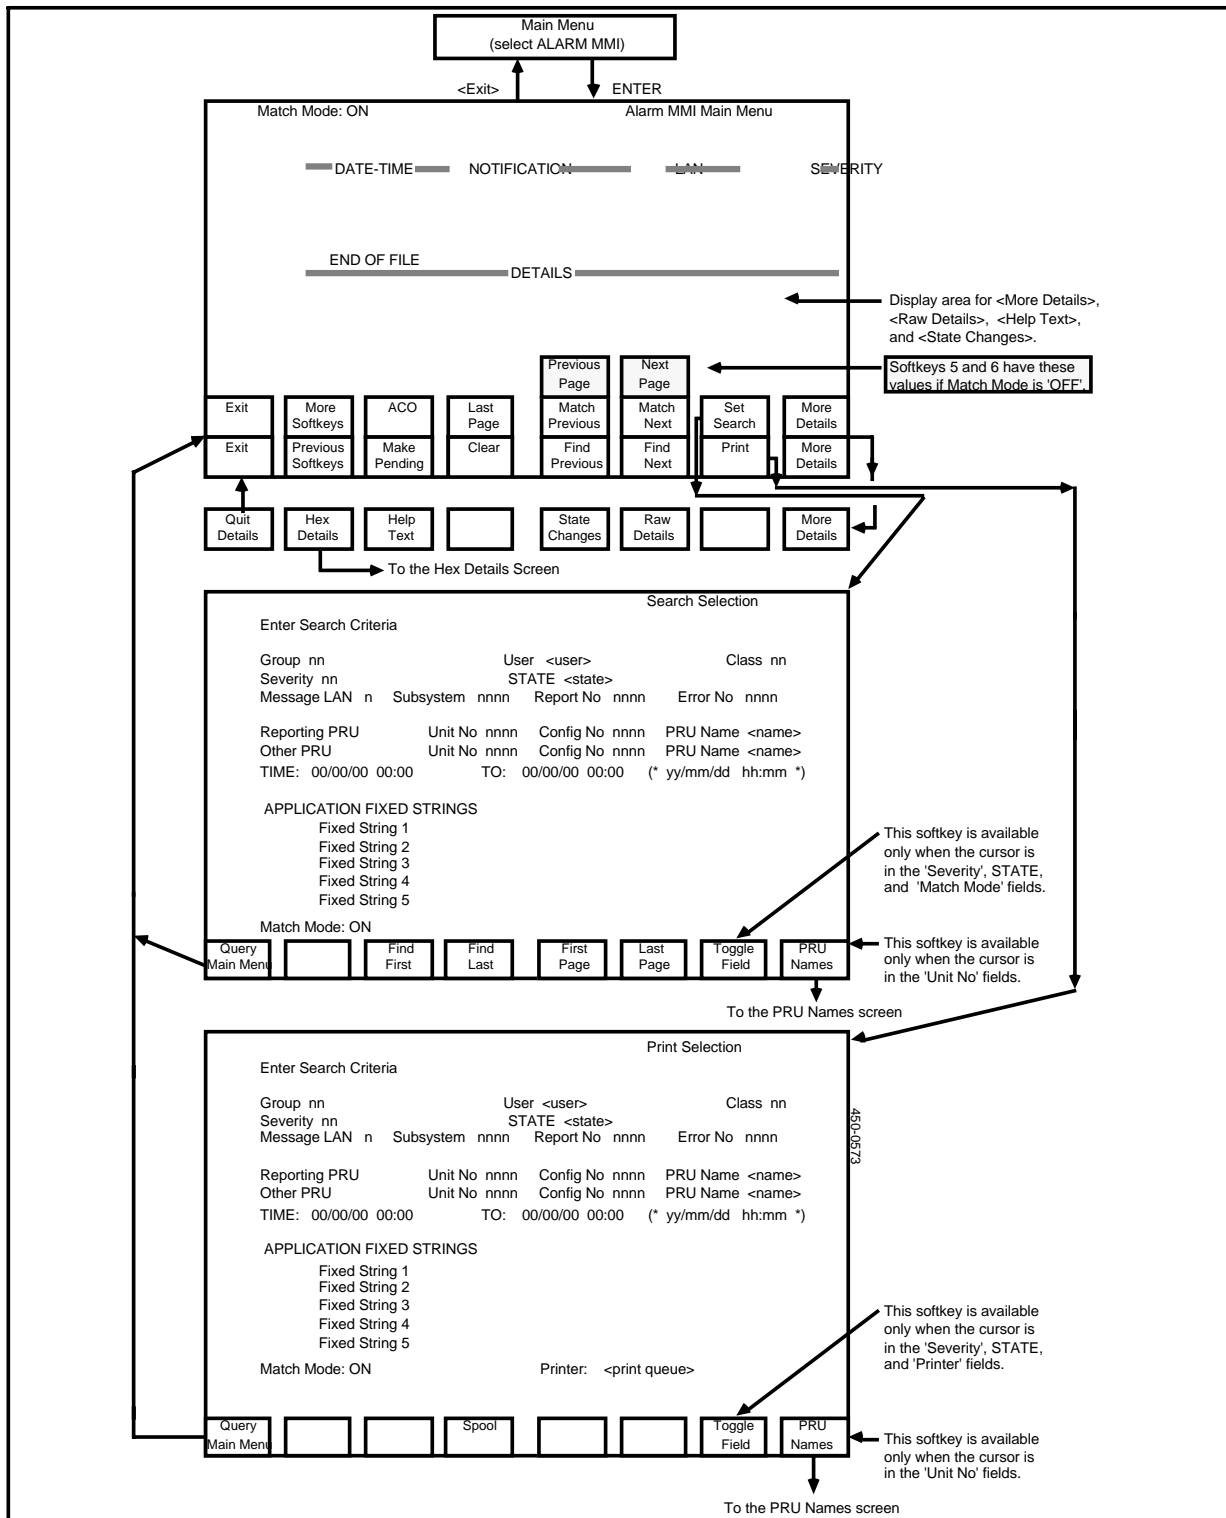 Main Menu
(select ALARM MMI)
<Exit> ENTER
Match Mode: ON Alarm MMI Main Menu
DATE-TIME NOTIFICATION LAN SEVERITY
END OF FILE
DETAILS
Display area for <More Details>,
<Raw Details>, <Help Text>,
and <State Changes>.
Previous Page Next Page
Softkeys 5 and 6 have these
values if Match Mode is 'OFF'.
Exit More Softkeys ACO Last Page Match Previous Match Next Set Search More Details
Exit Previous Softkeys Make Pending Clear Find Previous Find Next Print More Details
Quit Details Hex Details Help Text State Changes Raw Details More Details
To the Hex Details Screen
Search Selection
Enter Search Criteria
Group nn User <user> Class nn
Severity nn STATE <state>
Message LAN n Subsystem nnnn Report No nnnn Error No nnnn
Reporting PRU Unit No nnnn Config No nnnn PRU Name <name>
Other PRU Unit No nnnn Config No nnnn PRU Name <name>
TIME: 00/00/00 00:00 TO: 00/00/00 00:00 (* yy/mm/dd hh:mm *)
APPLICATION FIXED STRINGS
Fixed String 1
Fixed String 2
Fixed String 3
Fixed String 4
Fixed String 5
This softkey is available
only when the cursor is
in the 'Severity', STATE,
and 'Match Mode' fields.
Match Mode: ON
Query Main Menu Find First Find Last First Page Last Page Toggle Field PRU Names
This softkey is available
only when the cursor is
in the 'Unit No' fields.
To the PRU Names screen
Print Selection
Enter Search Criteria
Group nn User <user> Class nn
Severity nn STATE <state>
Message LAN n Subsystem nnnn Report No nnnn Error No nnnn
450-0573
Reporting PRU Unit No nnnn Config No nnnn PRU Name <name>
Other PRU Unit No nnnn Config No nnnn PRU Name <name>
TIME: 00/00/00 00:00 TO: 00/00/00 00:00 (* yy/mm/dd hh:mm *)
APPLICATION FIXED STRINGS
Fixed String 1
Fixed String 2
Fixed String 3
Fixed String 4
Fixed String 5
This softkey is available
only when the cursor is
in the 'Severity', STATE,
and 'Printer' fields.
Match Mode: ON Printer: <print queue>
Query Main Menu Spool Toggle Field PRU Names
This softkey is available
only when the cursor is
in the 'Unit No' fields.
To the PRU Names screen